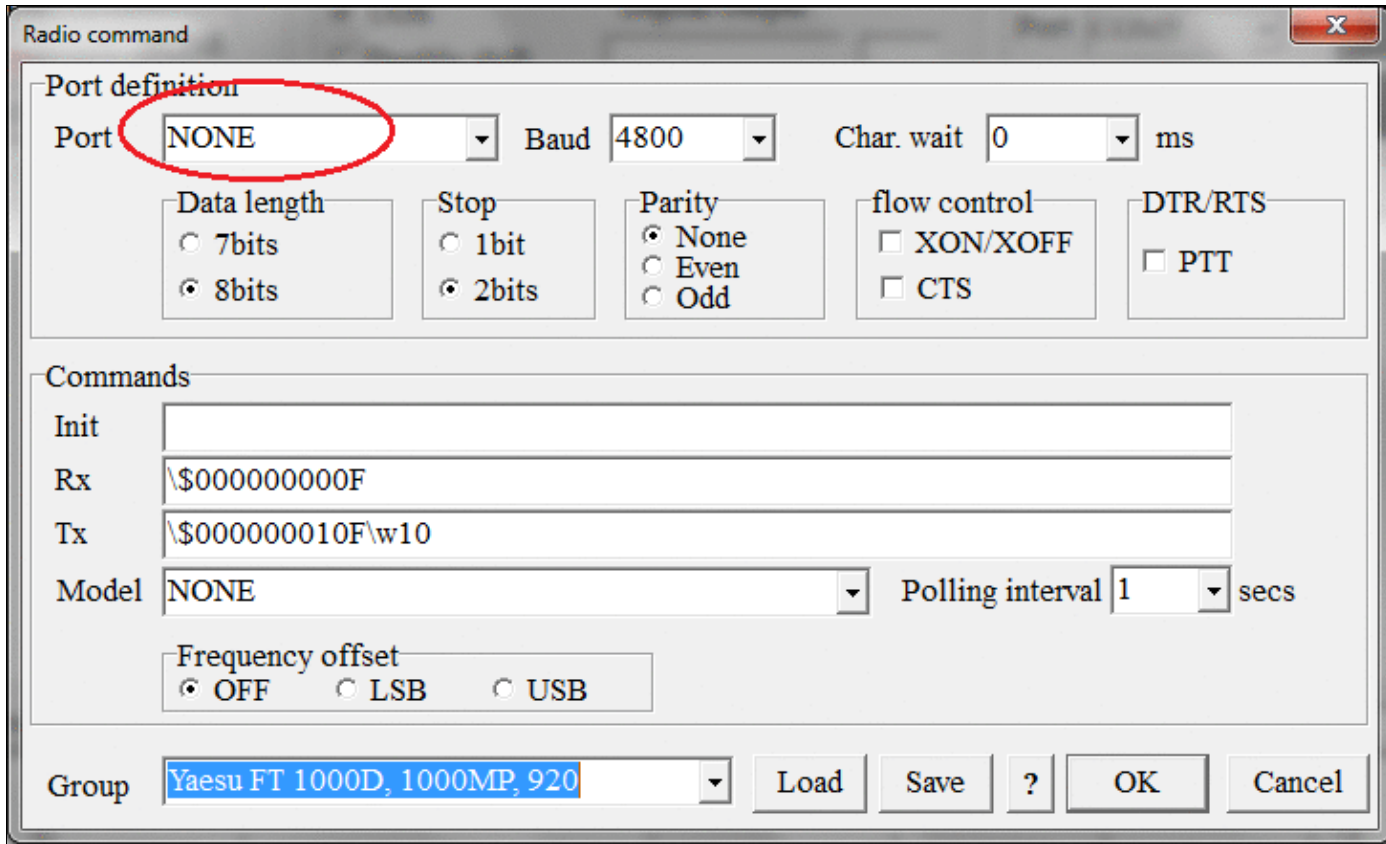 Radio command
Port definition
Port NONE Baud 4800 Char. wait 0 ms
Data length Stop Parity flow control DTR/RTS
7bits 1bit None XON/XOFF PTT
Even
8bits 2bits Odd CTS
Commands
Init
Rx \$000000000F
Tx \$000000010F\w10
Model NONE Polling interval 1 secs
Frequency offset
OFF LSB USB
Group Yaesu FT 1000D, 1000MP, 920 Load Save ? OK Cancel